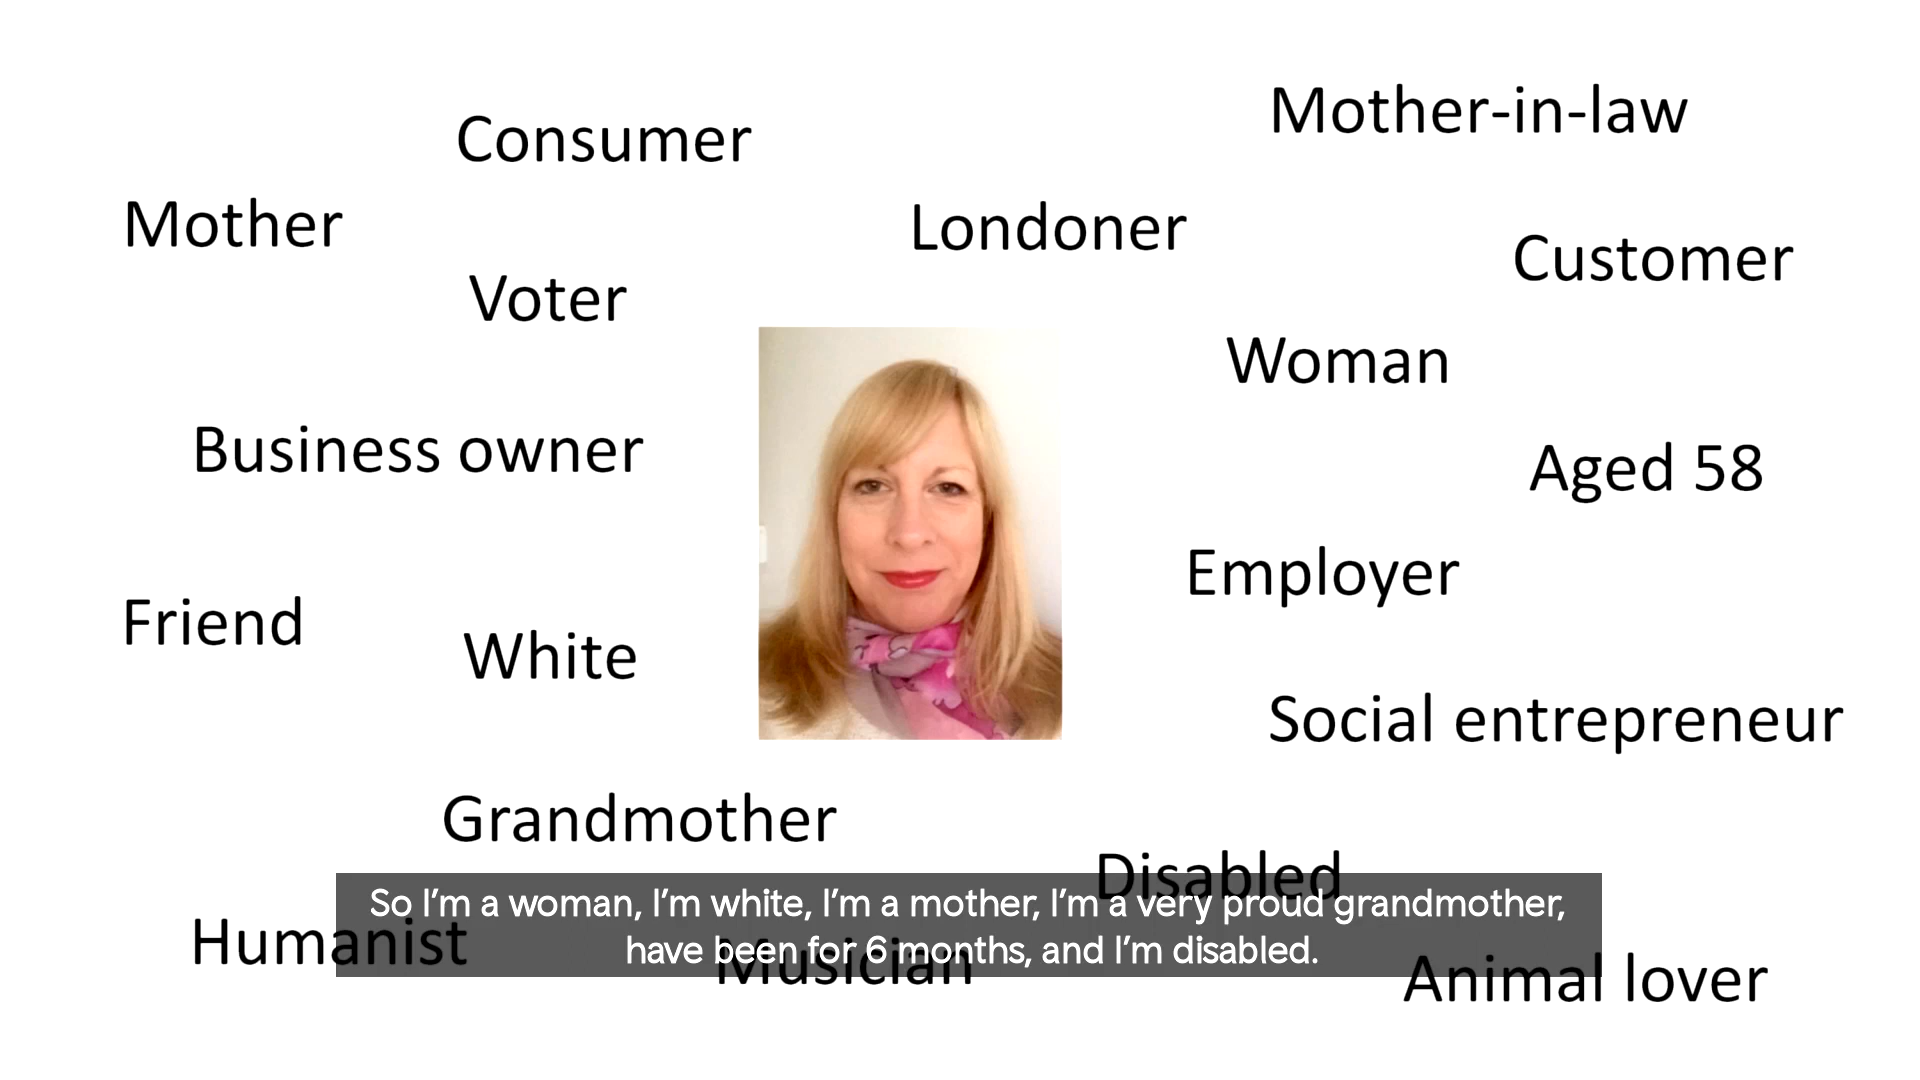 Mother-in-law
Consumer
Mother
Londoner
Customer
Voter
Woman
Business owner
Aged 58
Employer
Friend
White
Social entrepreneur
Grandmother
Disabled
So I'm a woman, I'm white, I'm a mother, I'm a very proud grandmother,
have been for 6 months, and I'm disabled.
Humanist
Musician
Animal lover